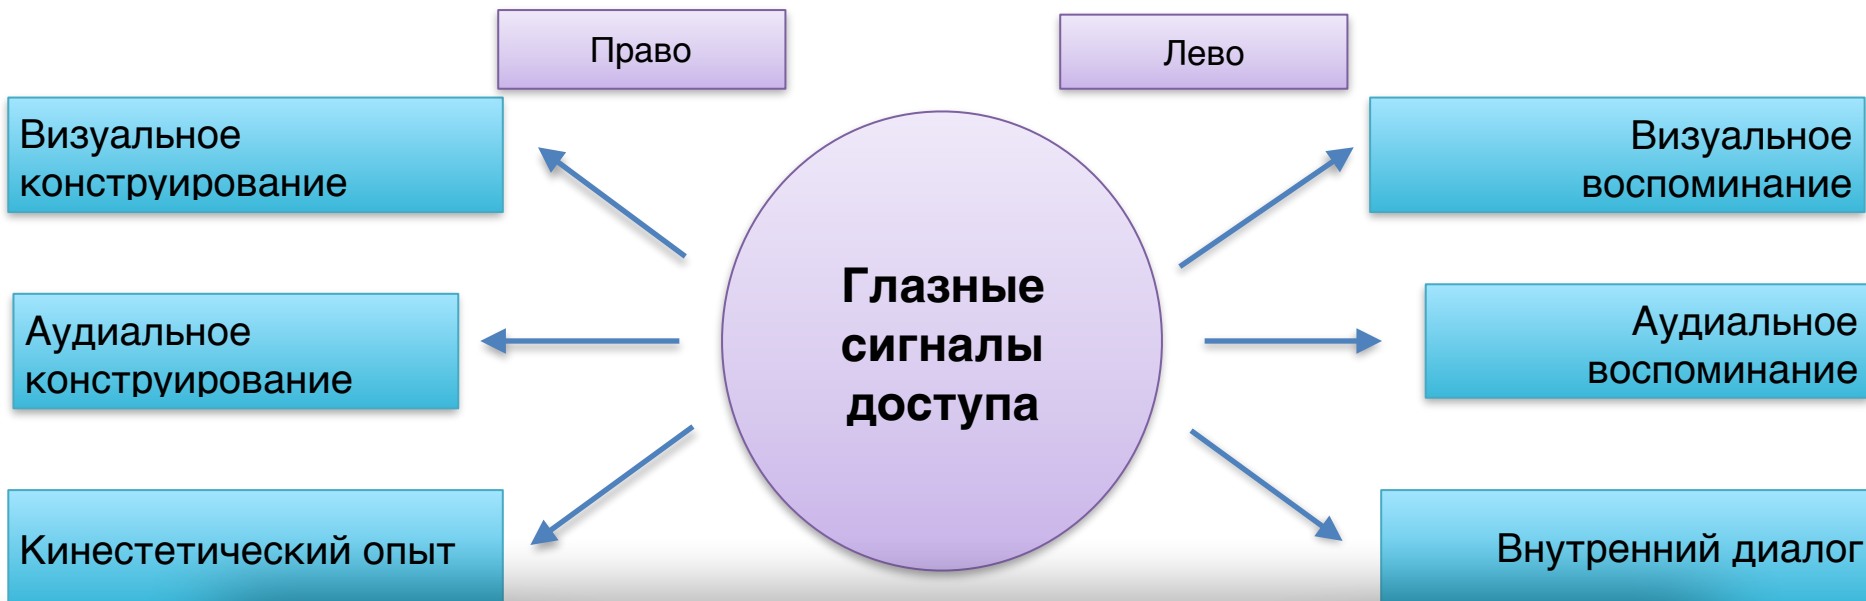 Право
Лево
Визуальное
конструирование
Визуальное
воспоминание
Глазные
сигналы
доступа
Аудиальное
конструирование
Аудиальное
воспоминание
Кинестетический опыт
Внутренний диалог